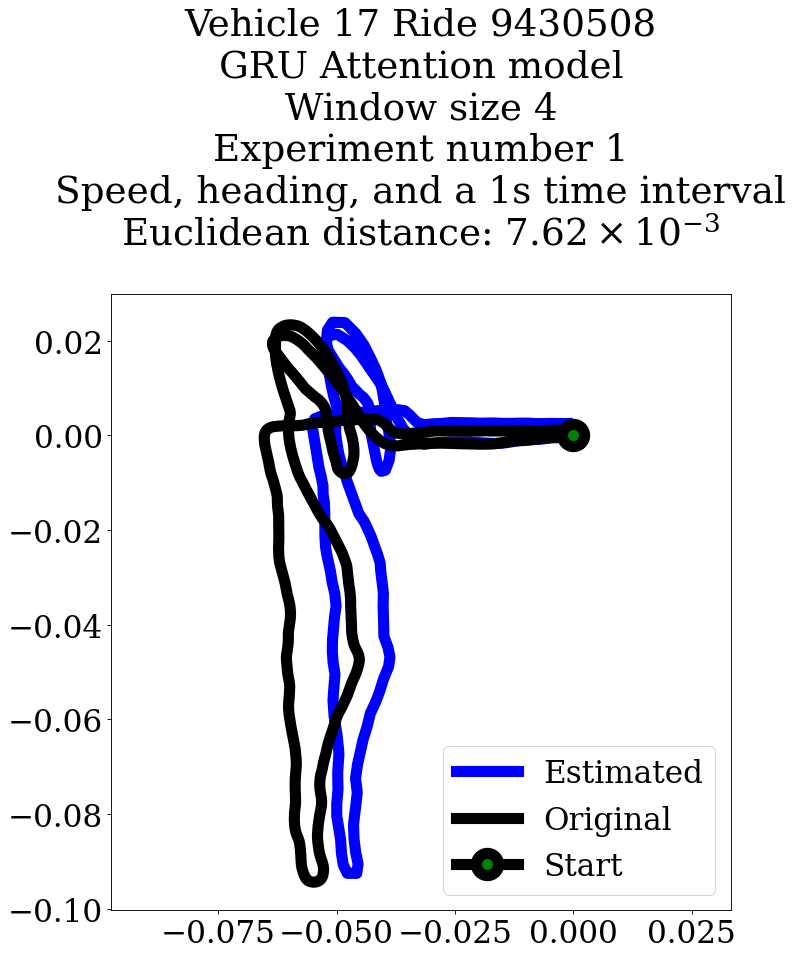 Vehicle 17 Ride 9430508
GRU Attention model
Window size 4
Experiment number 1
Speed, heading, and a 1s time interval
Euclidean distance: 7.62 × 10⁻³
0.02
0.00
−0.02
−0.04
−0.06
−0.08
−0.10
Estimated
Original
Start
−0.075 −0.050 −0.025 0.000 0.025